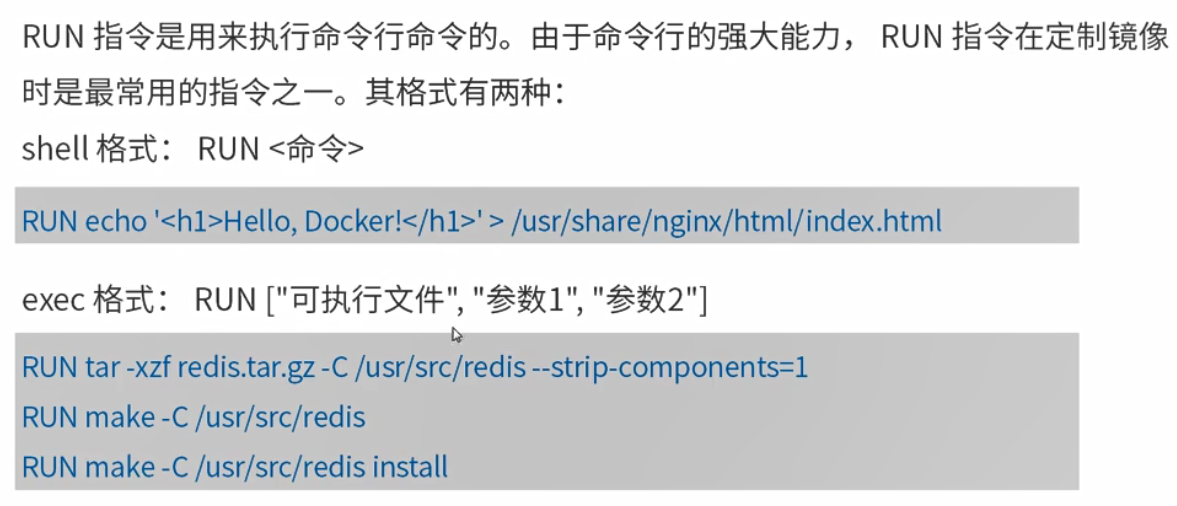 RUN 指令是用来执行命令行命令的。由于命令行的强大能力， RUN 指令在定制镜像
时是最常用的指令之一。其格式有两种：
shell 格式： RUN <命令>
RUN echo '<h1>Hello, Docker!</h1>' > /usr/share/nginx/html/index.html
exec 格式： RUN ["可执行文件", "参数1", "参数2"]
RUN tar -xzf redis.tar.gz -C /usr/src/redis --strip-components=1
RUN make -C /usr/src/redis
RUN make -C /usr/src/redis install